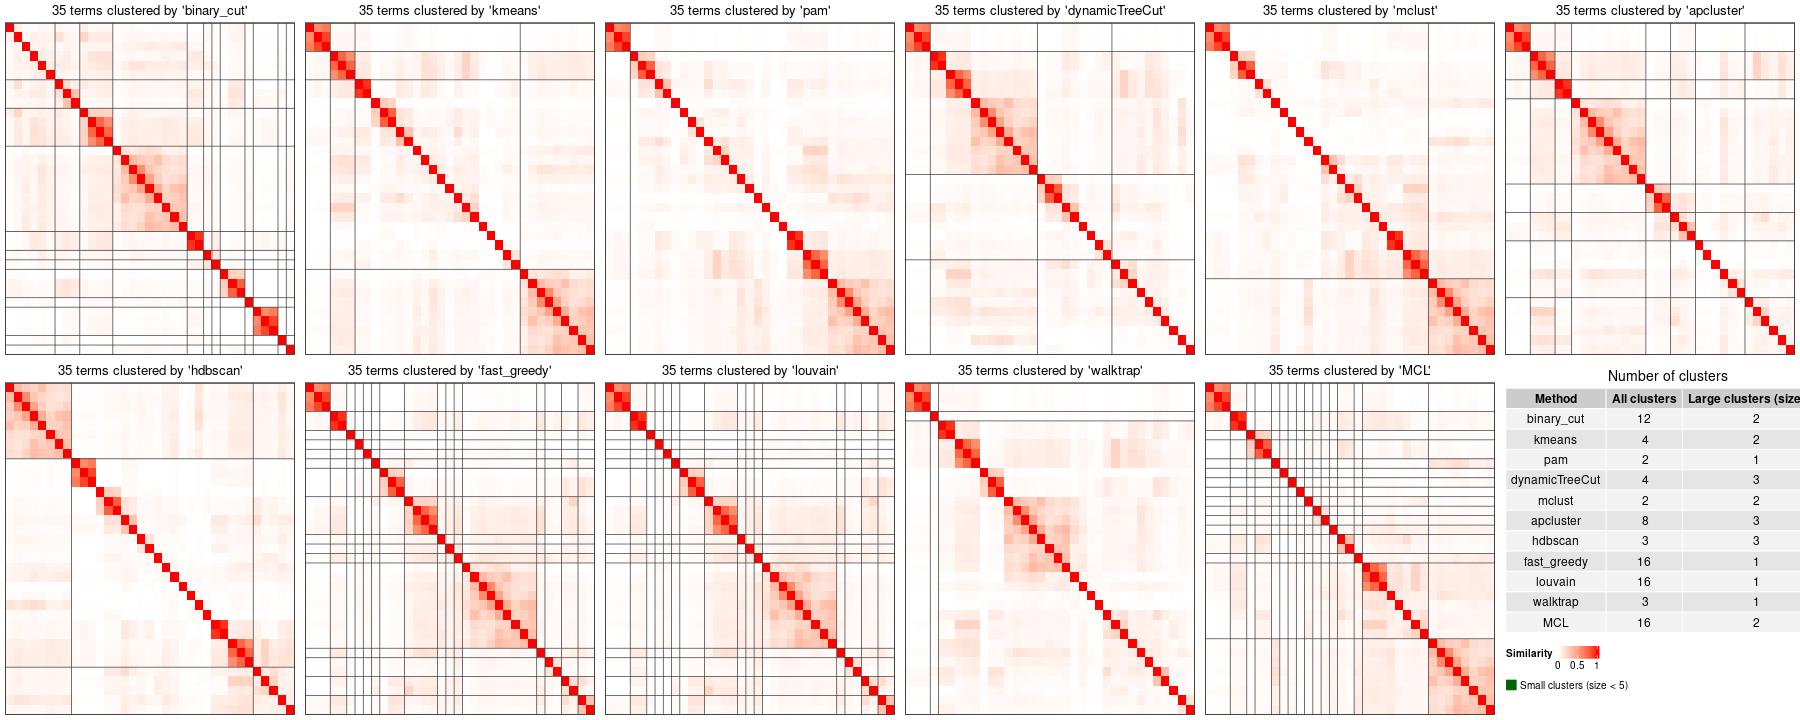 35 terms clustered by 'binary_cut'
35 terms clustered by 'kmeans'
35 terms clustered by 'pam'
35 terms clustered by 'dynamicTreeCut'
35 terms clustered by 'mclust'
35 terms clustered by 'apcluster'
35 terms clustered by 'hdbscan'
35 terms clustered by 'fast_greedy'
35 terms clustered by 'louvain'
35 terms clustered by 'walktrap'
35 terms clustered by 'MCL'
Number of clusters
Method All clusters Large clusters (size
binary_cut 12 2
kmeans 4 2
pam 2 1
dynamicTreeCut 4 3
mclust 2 2
apcluster 8 3
hdbscan 3 3
fast_greedy 16 1
louvain 16 1
walktrap 3 1
MCL 16 2
Similarity
0 0.5 1
Small clusters (size < 5)